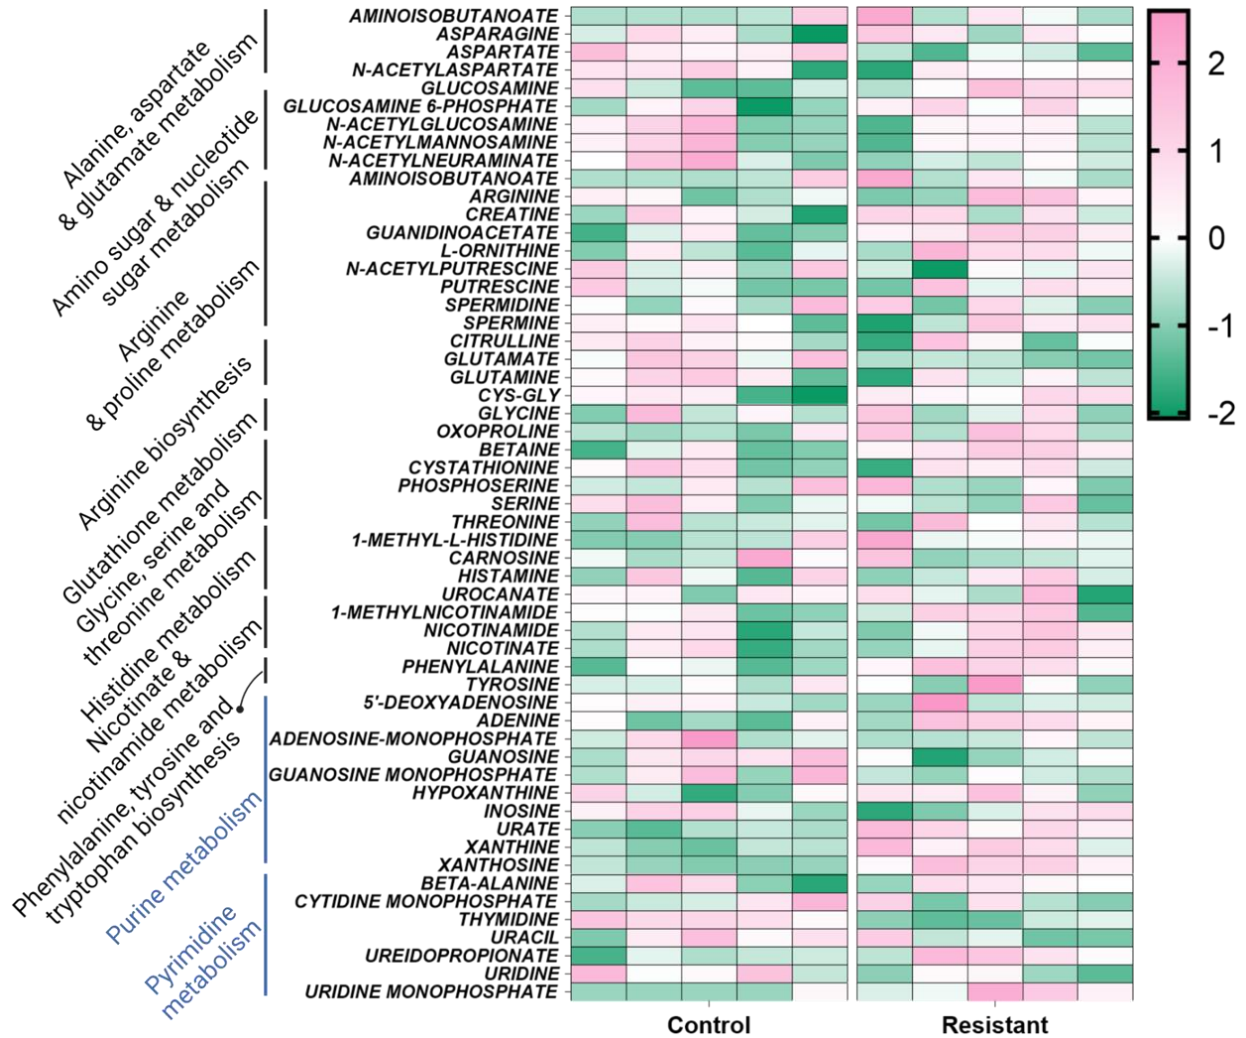 Alanine, aspartate
& glutamate metabolism
Amino sugar & nucleotide
sugar metabolism
Arginine
& proline metabolism
Arginine biosynthesis
Glutathione metabolism
Glycine, serine and
threonine metabolism
Histidine metabolism
Nicotinate &
nicotinamide metabolism
Phenylalanine, tyrosine and
tryptophan biosynthesis
Purine metabolism
Pyrimidine
metabolism
AMINOISOBUTANOATE
ASPARAGINE
ASPARTATE
N-ACETYLASPARTATE
GLUCOSAMINE
GLUCOSAMINE 6-PHOSPHATE
N-ACETYLGLUCOSAMINE
N-ACETYLMANNOSAMINE
N-ACETYLNEURAMINATE
AMINOISOBUTANOATE
ARGININE
CREATINE
GUANIDINOACETATE
L-ORNITHINE
N-ACETYLPUTRESCINE
PUTRESCINE
SPERMIDINE
SPERMINE
CITRULLINE
GLUTAMATE
GLUTAMINE
CYS-GLY
GLYCINE
OXOPROLINE
BETAINE
CYSTATHIONINE
PHOSPHOSERINE
SERINE
THREONINE
1-METHYL-L-HISTIDINE
CARNOSINE
HISTAMINE
UROCANATE
1-METHYLNICOTINAMIDE
NICOTINAMIDE
NICOTINATE
PHENYLALANINE
TYROSINE
5'-DEOXYADENOSINE
ADENINE
ADENOSINE-MONOPHOSPHATE
GUANOSINE
GUANOSINE MONOPHOSPHATE
HYPOXANTHINE
INOSINE
URATE
XANTHINE
XANTHOSINE
BETA-ALANINE
CYTIDINE MONOPHOSPHATE
THYMIDINE
URACIL
UREIDOPROPIONATE
URIDINE
URIDINE MONOPHOSPHATE
Control
Resistant
2
1
0
-1
-2